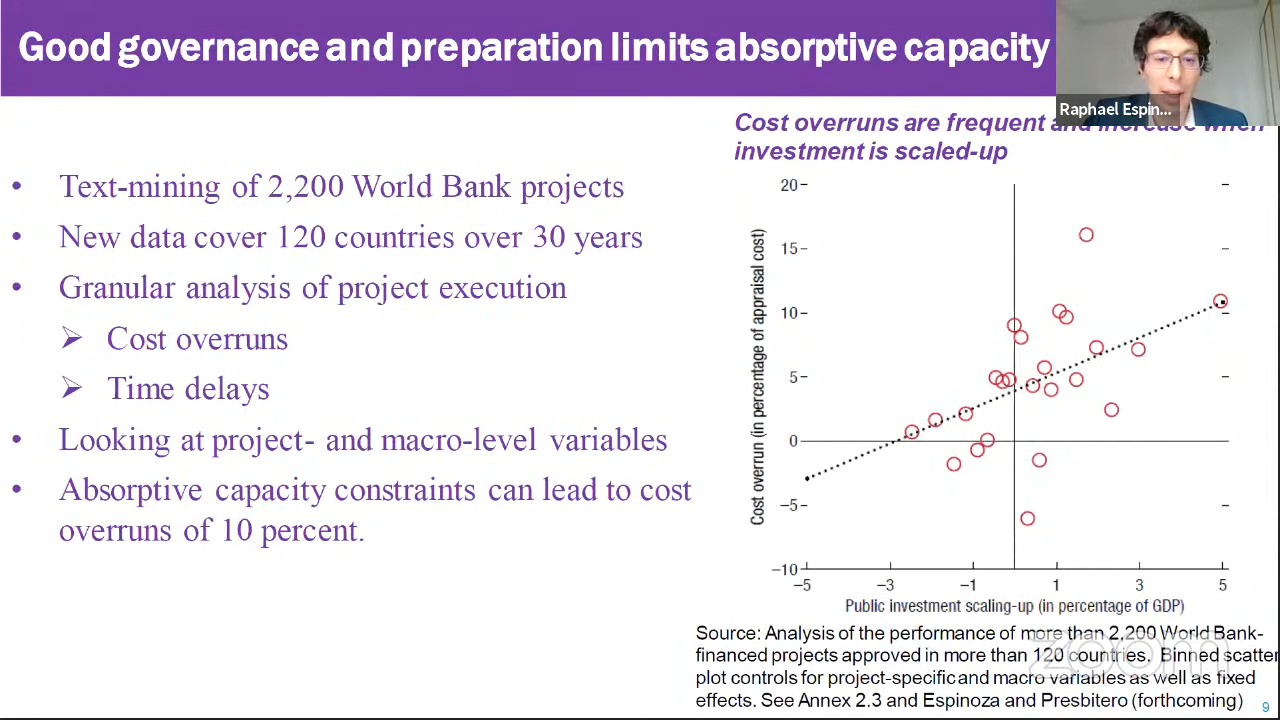 Good governance and preparation limits absorptive capacity
Raphael Espin...
Cost overruns are frequent and increase when
investment is scaled-up
• Text-mining of 2,200 World Bank projects
• New data cover 120 countries over 30 years
• Granular analysis of project execution
➢ Cost overruns
➢ Time delays
• Looking at project- and macro-level variables
• Absorptive capacity constraints can lead to cost
overruns of 10 percent.
Cost overrun (in percentage of appraisal cost)
20
15
10
5
0
−5
−10
−5 −3 −1 1 3 5
Public investment scaling-up (in percentage of GDP)
Source: Analysis of the performance of more than 2,200 World Bank-
financed projects approved in more than 120 countries. Binned scatter
plot controls for project-specific and macro variables as well as fixed
effects. See Annex 2.3 and Espinoza and Presbitero (forthcoming)
zoom
9